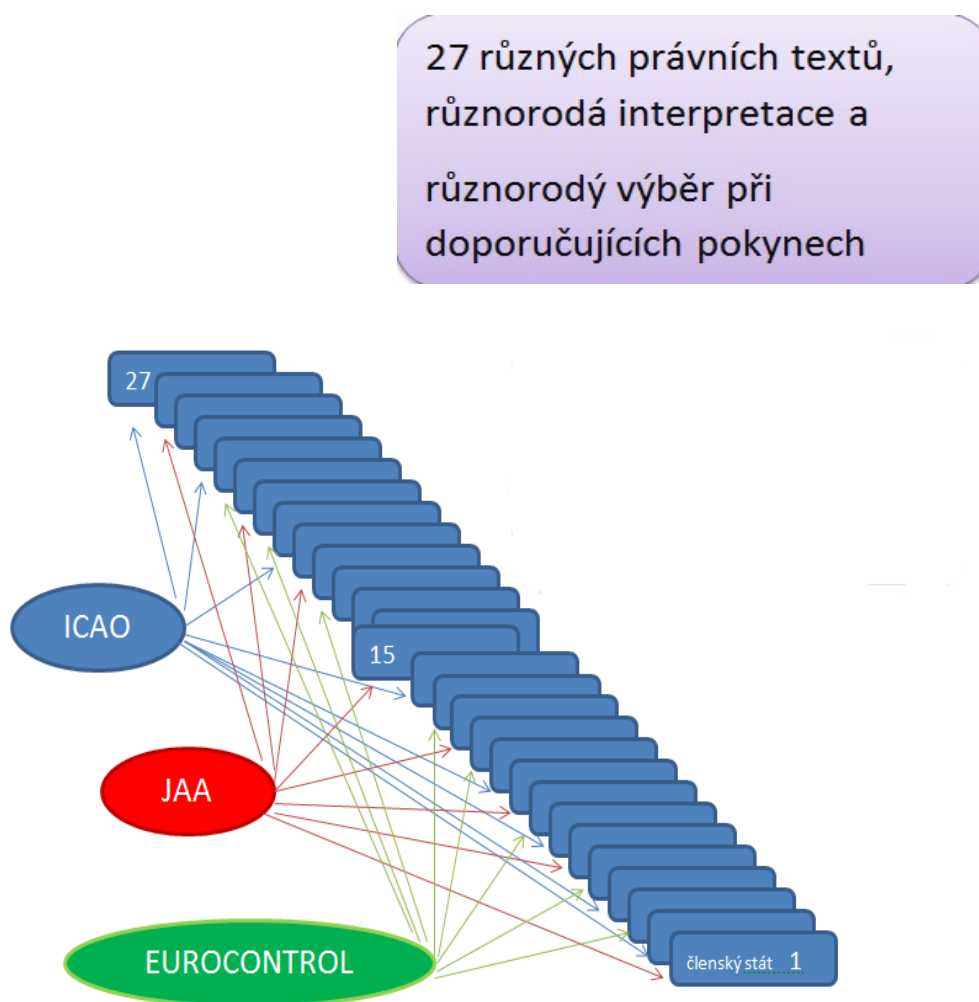 27 různých právních textů,
různorodá interpretace a
různorodý výběr při
doporučujících pokynech
27
ICAO
15
JAA
EUROCONTROL
členský stát 1